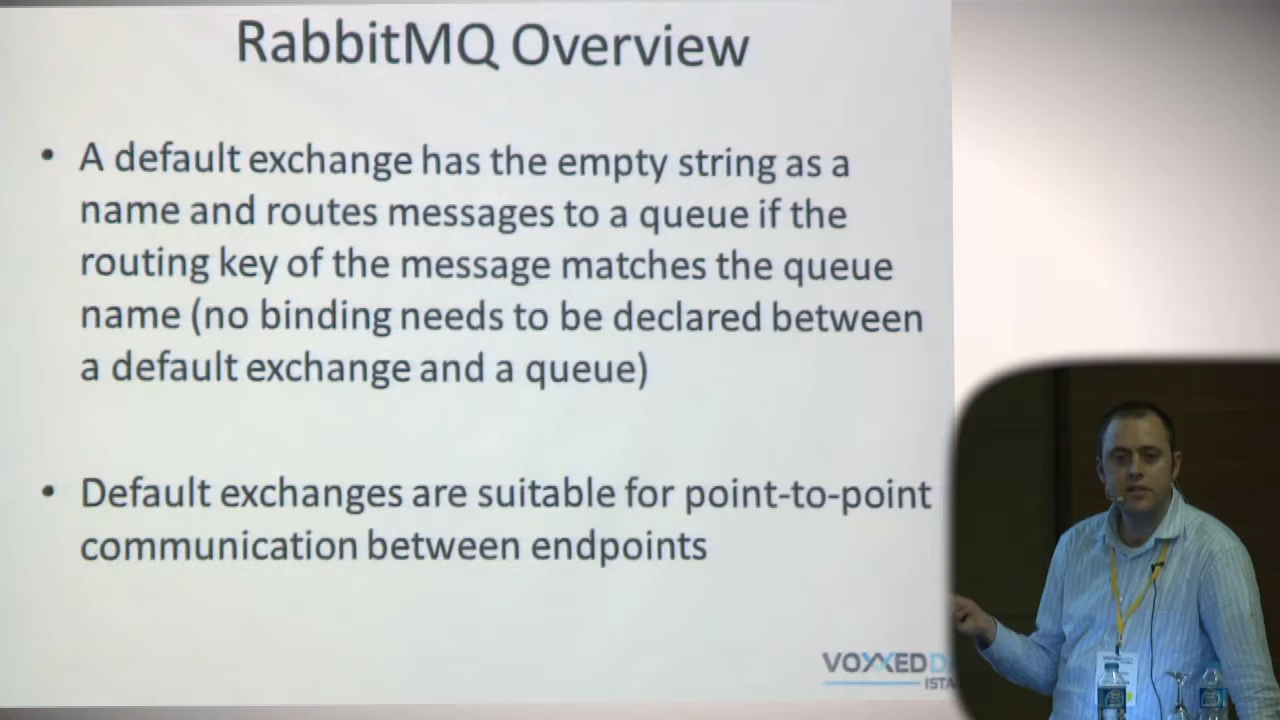 RabbitMQ Overview
• A default exchange has the empty string as a
name and routes messages to a queue if the
routing key of the message matches the queue
name (no binding needs to be declared between
a default exchange and a queue)
• Default exchanges are suitable for point-to-point
communication between endpoints
VOXXED D
ISTA